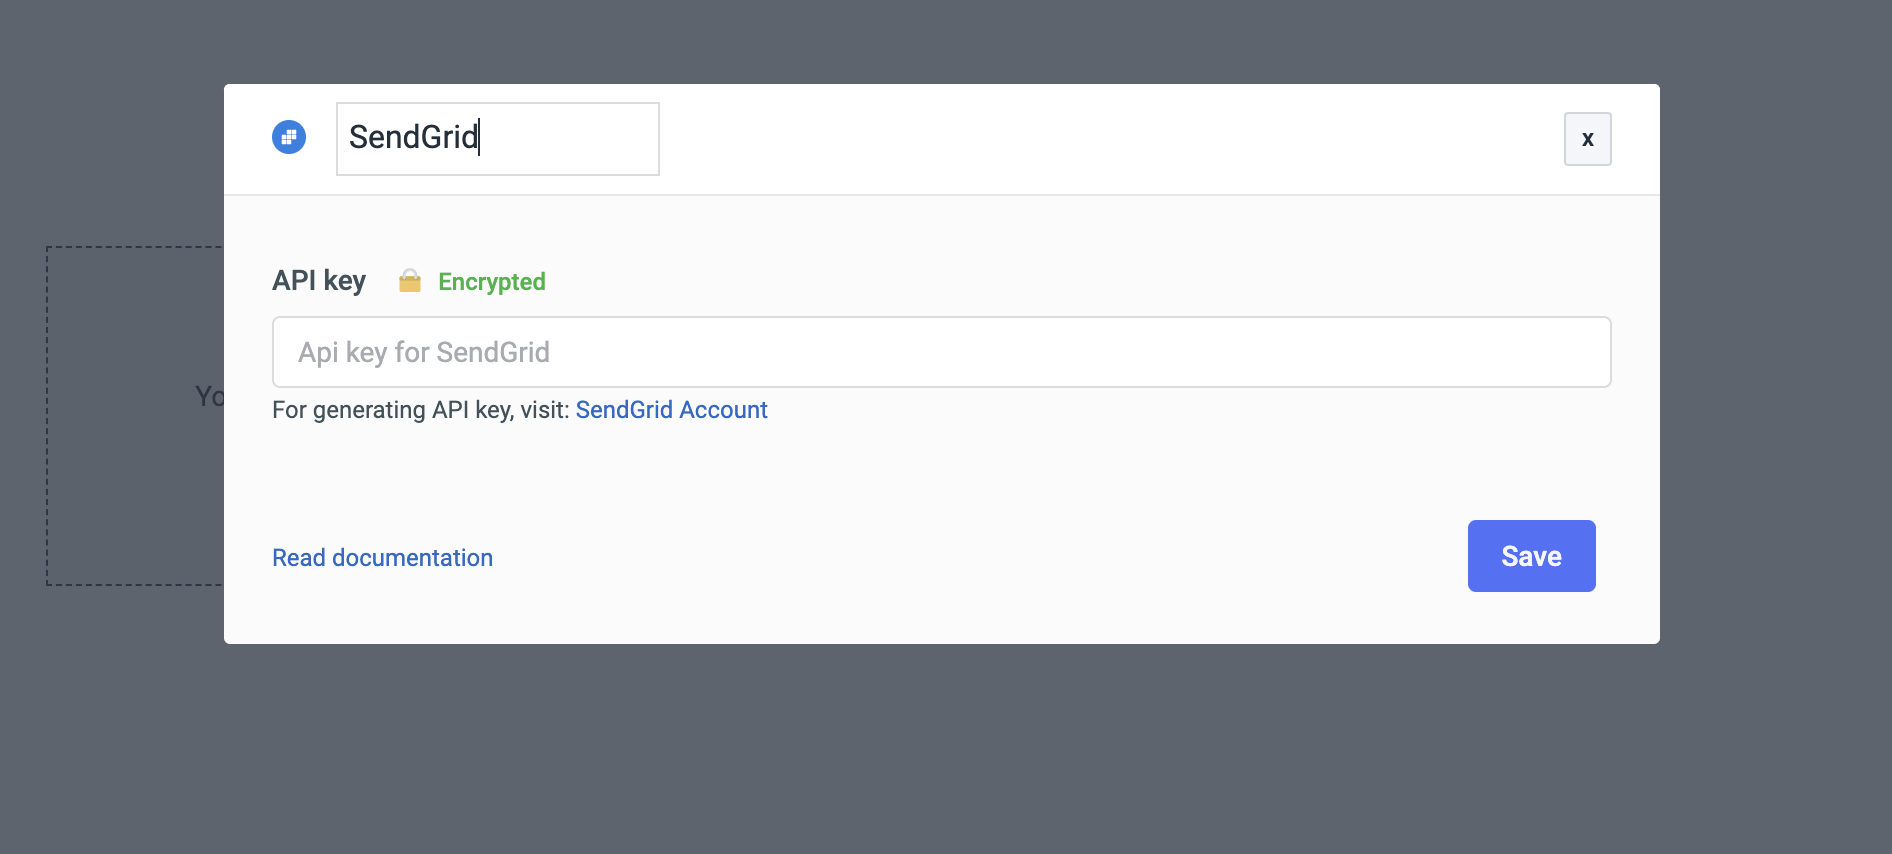 SendGrid
x
API key Encrypted
Api key for SendGrid
For generating API key, visit: SendGrid Account
Yo
Read documentation
Save